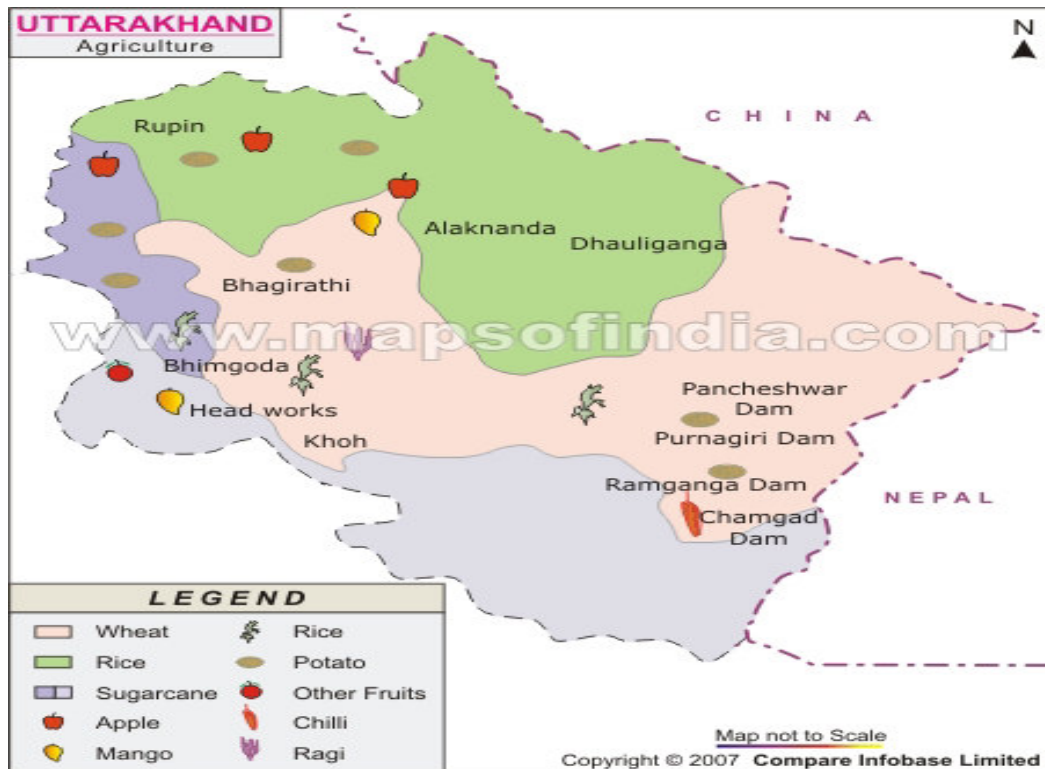 UTTARAKHAND
Agriculture
N
CHINA
Rupin
Alaknanda
Dhauliganga
Bhagirathi
www.mapsofindia.com
Bhimgoda
Head works
Pancheshwar
Dam
Purnagiri Dam
Khoh
Ramganga Dam
NEPAL
Chamgad
Dam
LEGEND
Wheat
Rice
Rice
Potato
Sugarcane
Other Fruits
Apple
Chilli
Mango
Ragi
Map not to Scale
Copyright © 2007 Compare Infobase Limited